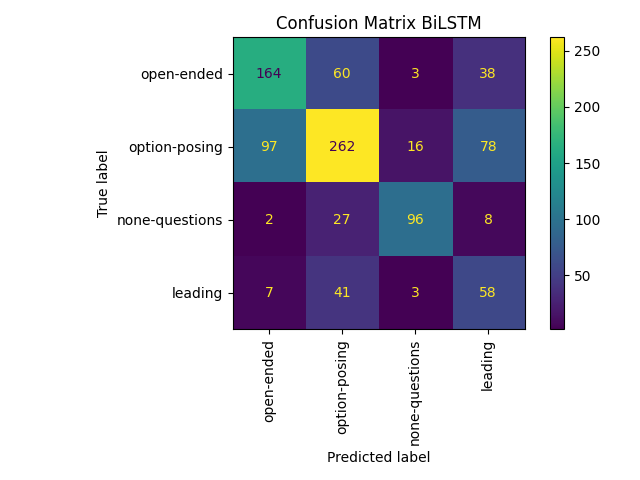 Confusion Matrix BiLSTM
True label
open-ended 164 60 3 38
option-posing 97 262 16 78
none-questions 2 27 96 8
leading 7 41 3 58
open-ended option-posing none-questions leading
Predicted label
250
200
150
100
50